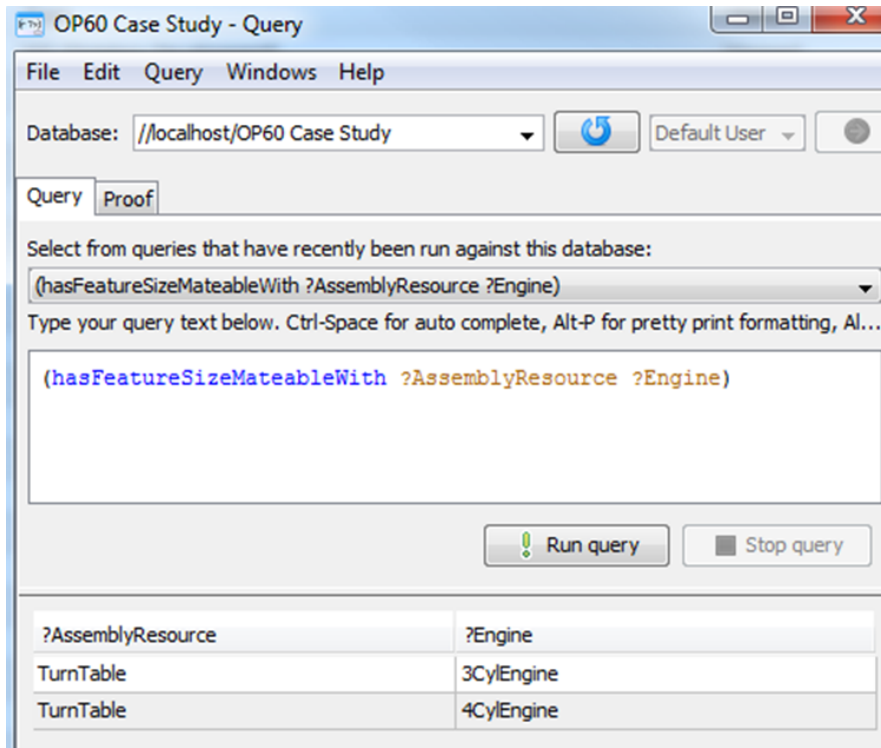 OP60 Case Study - Query
File Edit Query Windows Help
Database: //localhost/OP60 Case Study Default User
Query Proof
Select from queries that have recently been run against this database:
(hasFeatureSizeMateableWith ?AssemblyResource ?Engine)
Type your query text below. Ctrl-Space for auto complete, Alt-P for pretty print formatting, Al...
(hasFeatureSizeMateableWith ?AssemblyResource ?Engine)
Run query Stop query
?AssemblyResource ?Engine
TurnTable 3CylEngine
TurnTable 4CylEngine